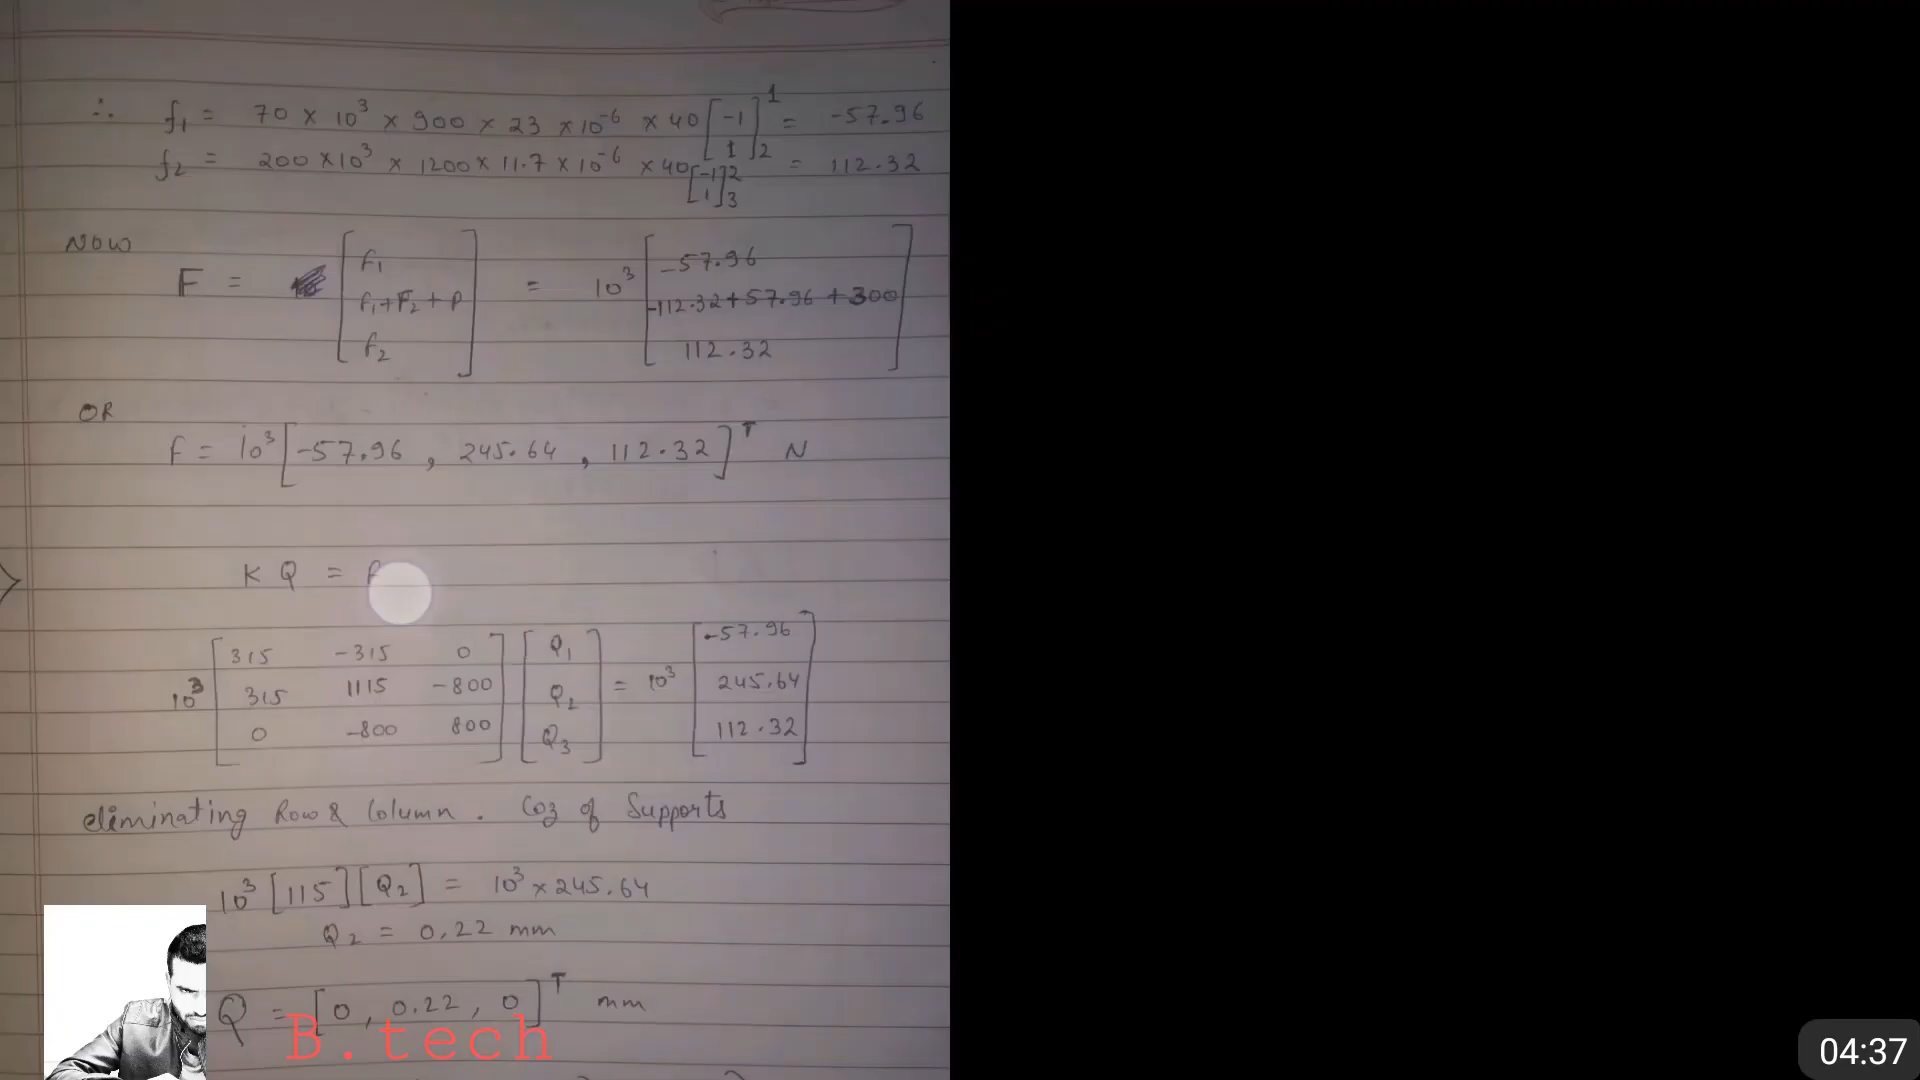 ∴ f₁ = 70 × 10³ × 900 × 23 × 10⁻⁶ × 40 [-1 1]¹₂ = -57.96
f₂ = 200 × 10³ × 1200 × 11.7 × 10⁻⁶ × 40 [-1 1]²₃ = 112.32
NOW
F = [f₁ f₁+F₂+P f₂] = 10³ [-57.96 -112.32+57.96+300 112.32]
OR
f = 10³ [-57.96 , 245.64 , 112.32]ᵀ N
K Q = f
10³ [315 -315 0
315 1115 -800
0 -800 800] [Q₁ Q₂ Q₃] = 10³ [-57.96 245.64 112.32]
eliminating Row & Column . Coz of Supports
10³ [115] [Q₂] = 10³ × 245.64
Q₂ = 0.22 mm
Q = [0 , 0.22 , 0]ᵀ mm
B.tech
04:37